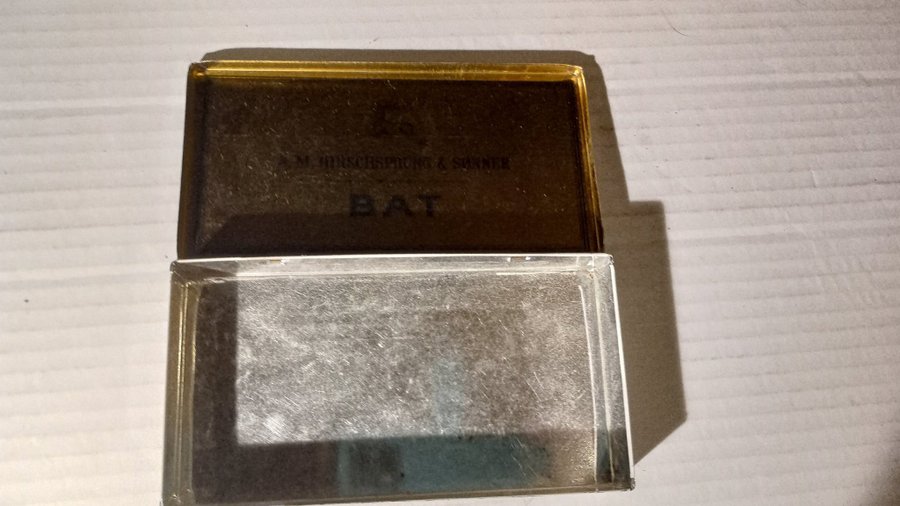 A. M. HIRSCHSPRUNG & SØNNER
BAT